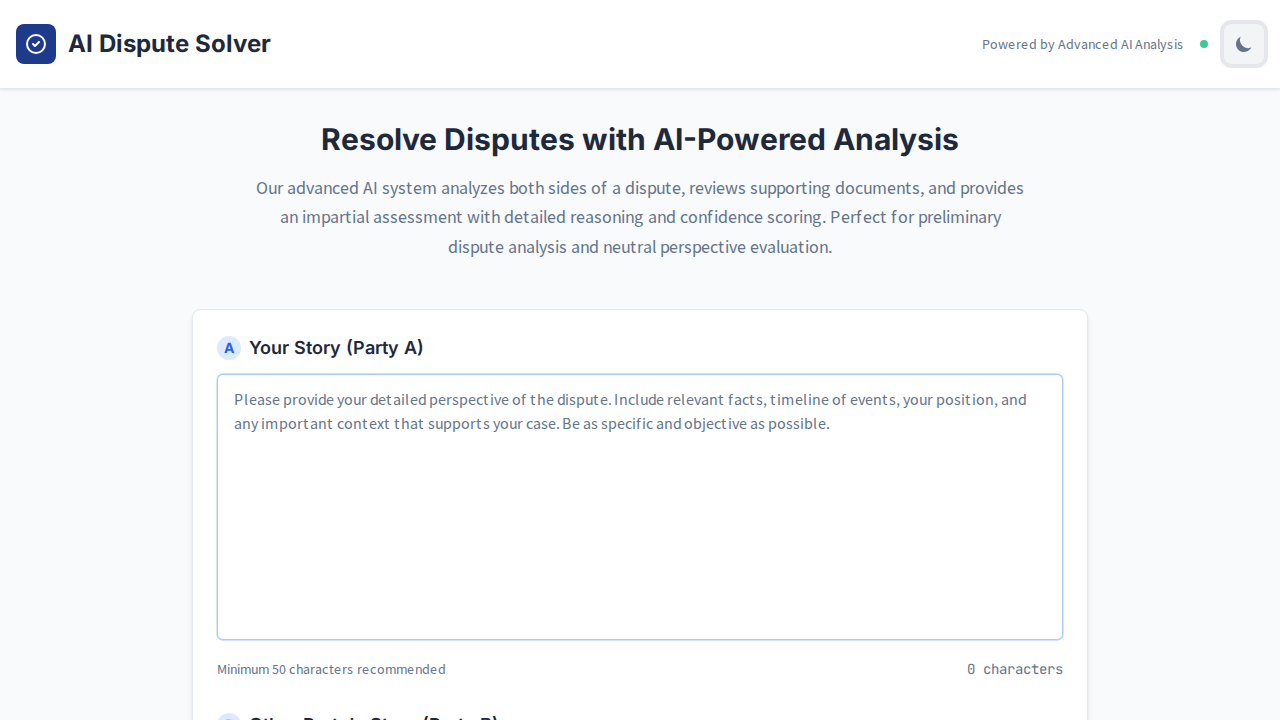 AI Dispute Solver
Powered by Advanced AI Analysis
Resolve Disputes with AI-Powered Analysis
Our advanced AI system analyzes both sides of a dispute, reviews supporting documents, and provides
an impartial assessment with detailed reasoning and confidence scoring. Perfect for preliminary
dispute analysis and neutral perspective evaluation.
A Your Story (Party A)
Please provide your detailed perspective of the dispute. Include relevant facts, timeline of events, your position, and
any important context that supports your case. Be as specific and objective as possible.
Minimum 50 characters recommended
0 characters
Other Party's Story (Party B)